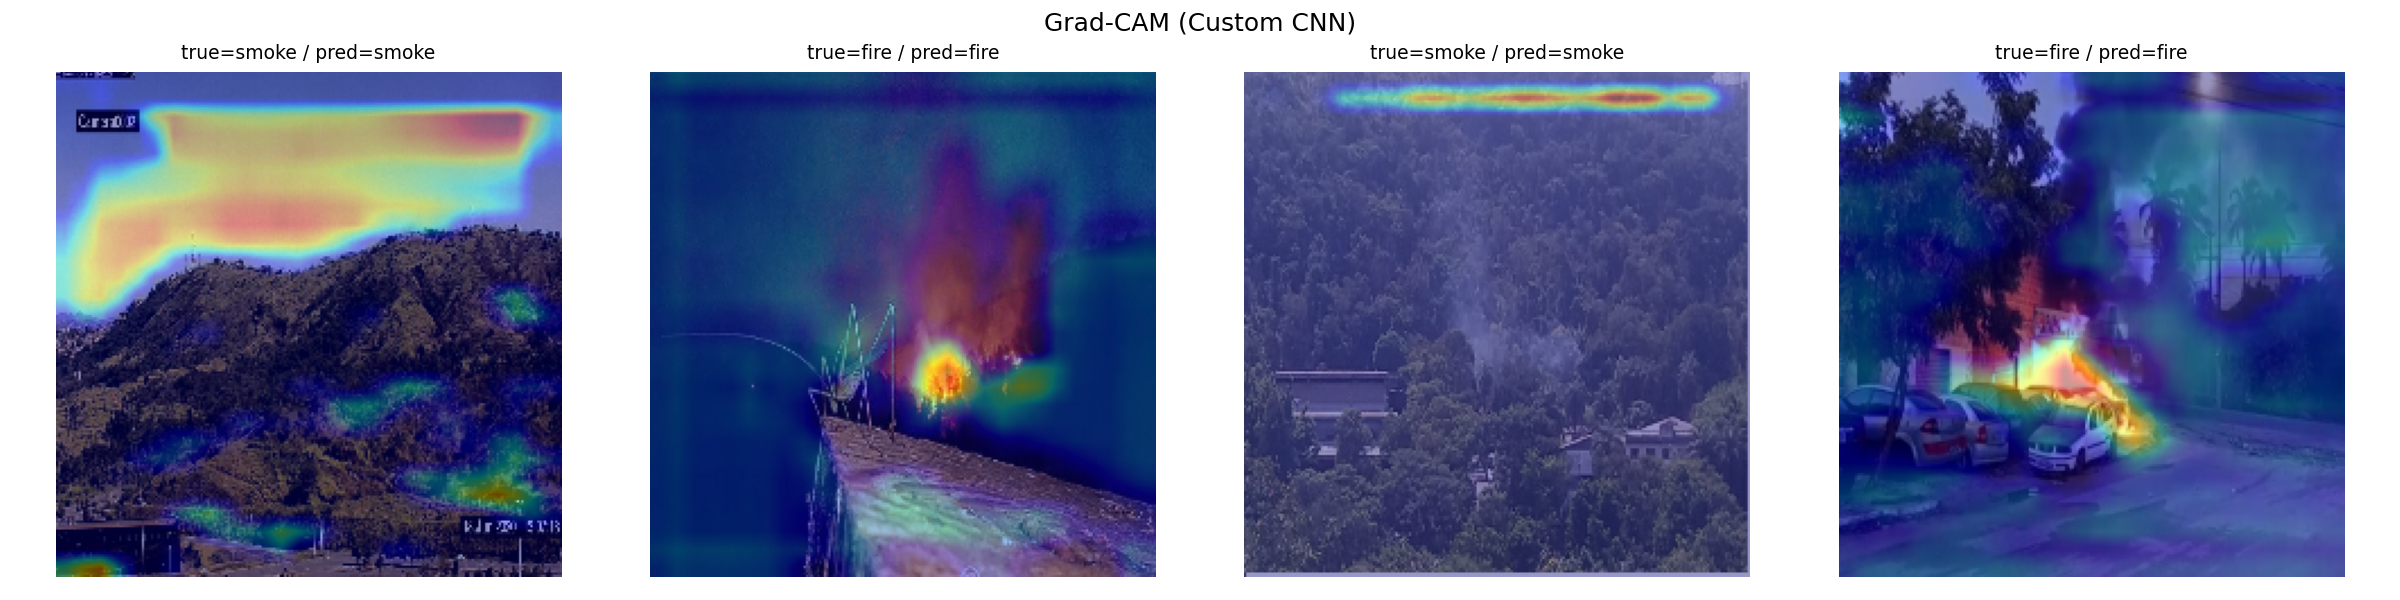 Grad-CAM (Custom CNN)
true=smoke / pred=smoke
true=fire / pred=fire
true=smoke / pred=smoke
true=fire / pred=fire